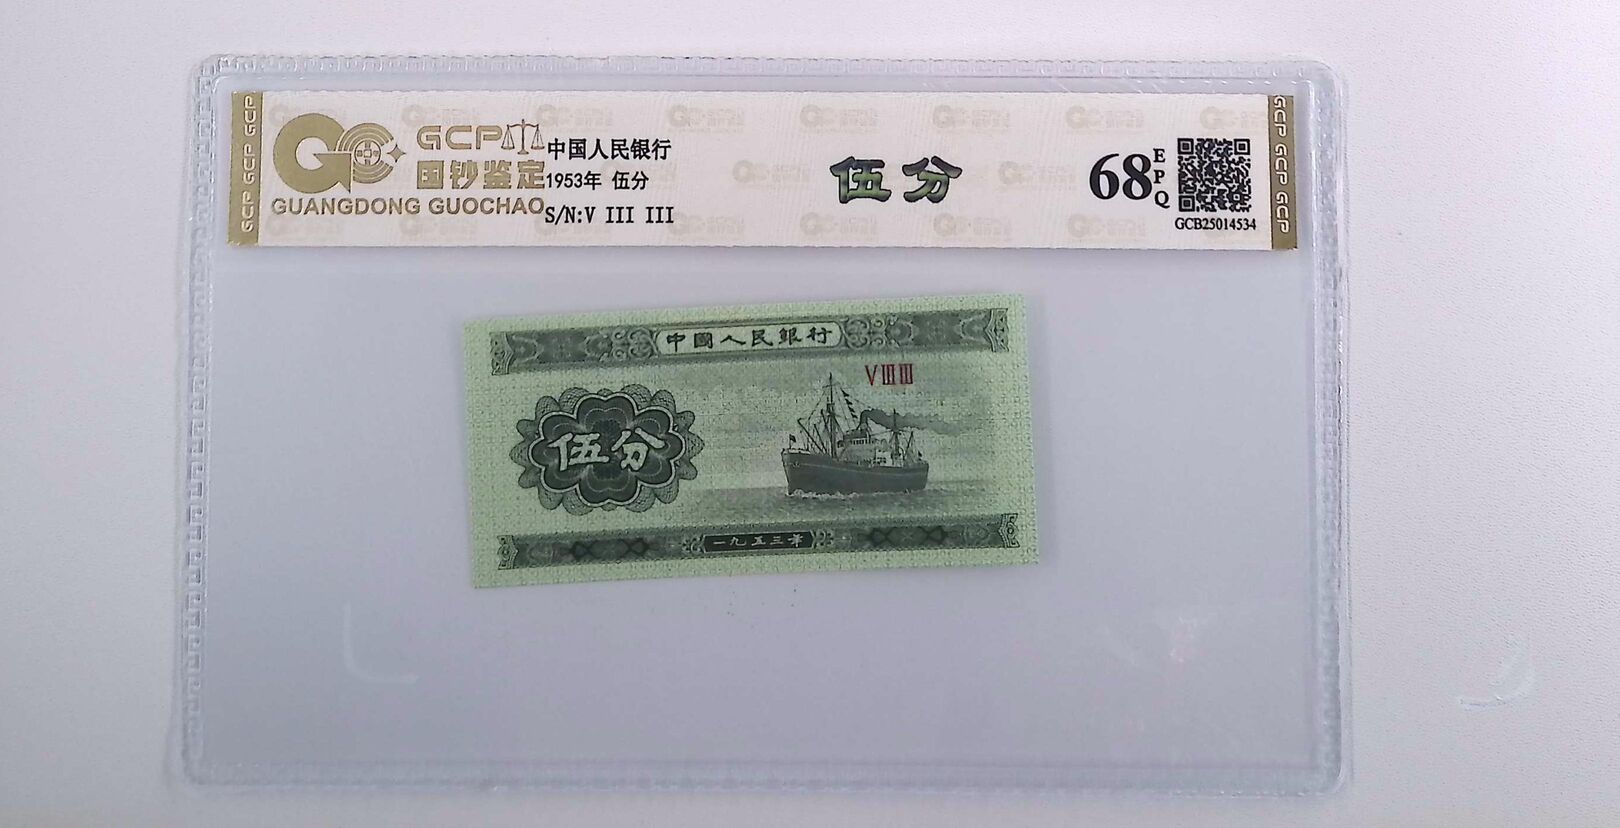 GCP GCP GCP
GCP
国钞鉴定
GUANGDONG GUOCHAO
中国人民银行
1953年 伍分
S/N:V III III
伍分
68
EPQ
GCB25014534
GCP GCP GCP
中國人民銀行
VⅢⅢ
伍分
一九五三年